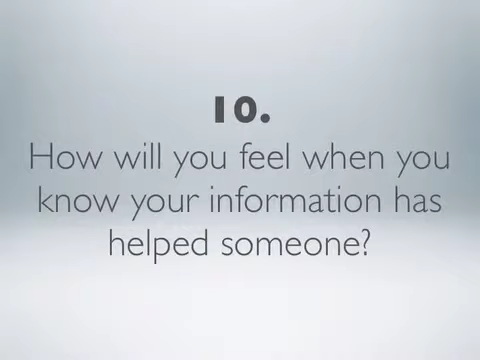 10.
How will you feel when you
know your information has
helped someone?